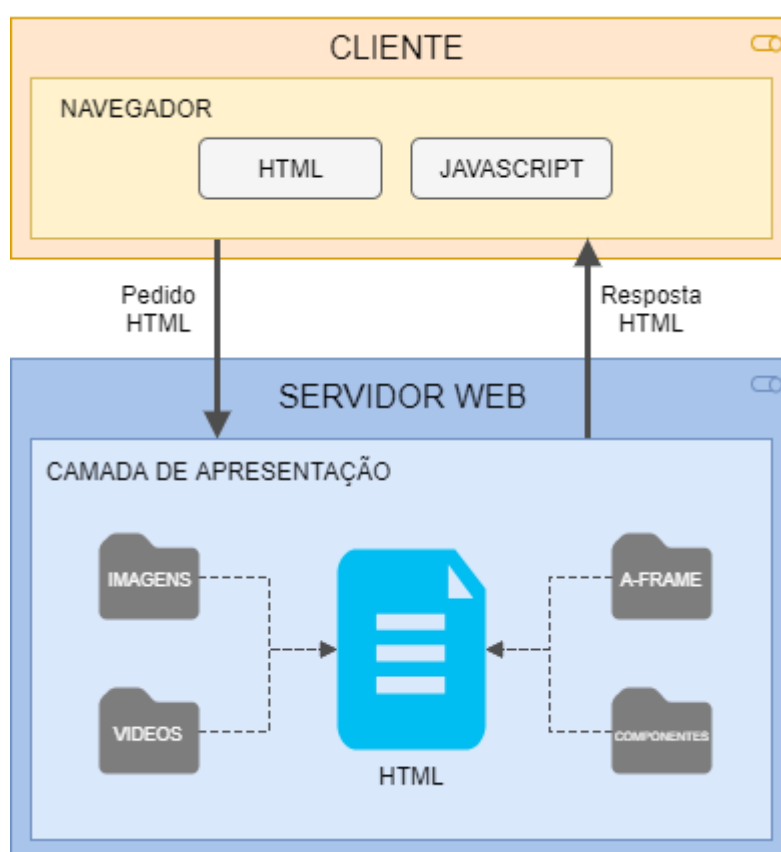 CLIENTE
NAVEGADOR
HTML
JAVASCRIPT
Pedido
HTML
Resposta
HTML
SERVIDOR WEB
CAMADA DE APRESENTAÇÃO
IMAGENS
A-FRAME
VIDEOS
COMPONENTES
HTML